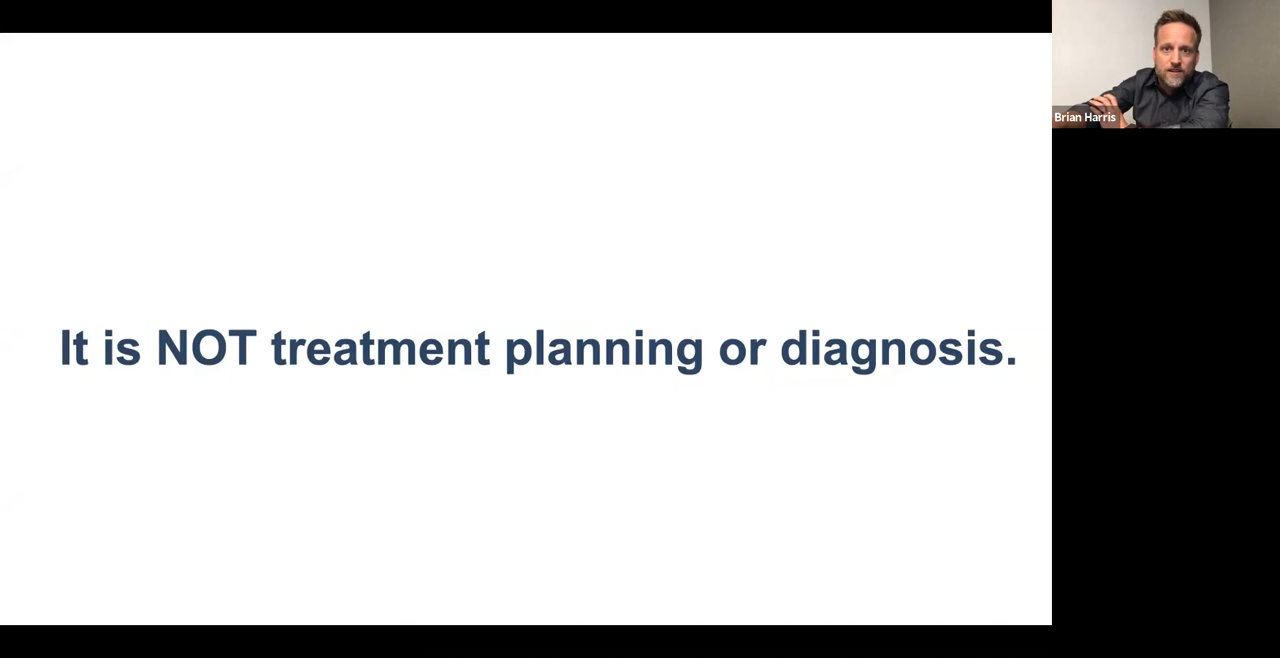 It is NOT treatment planning or diagnosis.
Brian Harris